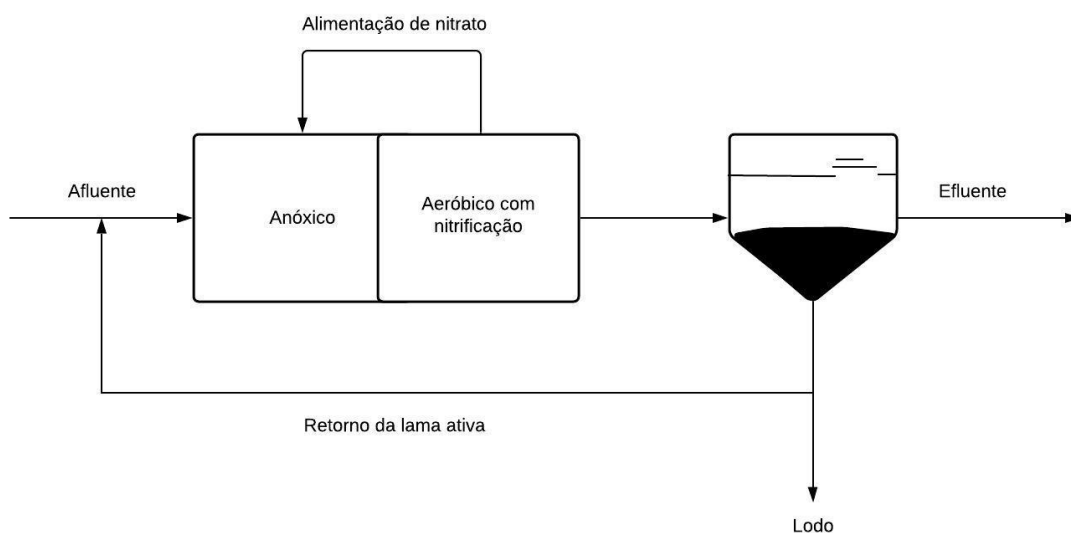 Alimentação de nitrato
Afluente
Anóxico
Aeróbico com
nitrificação
Efluente
Retorno da lama ativa
Lodo